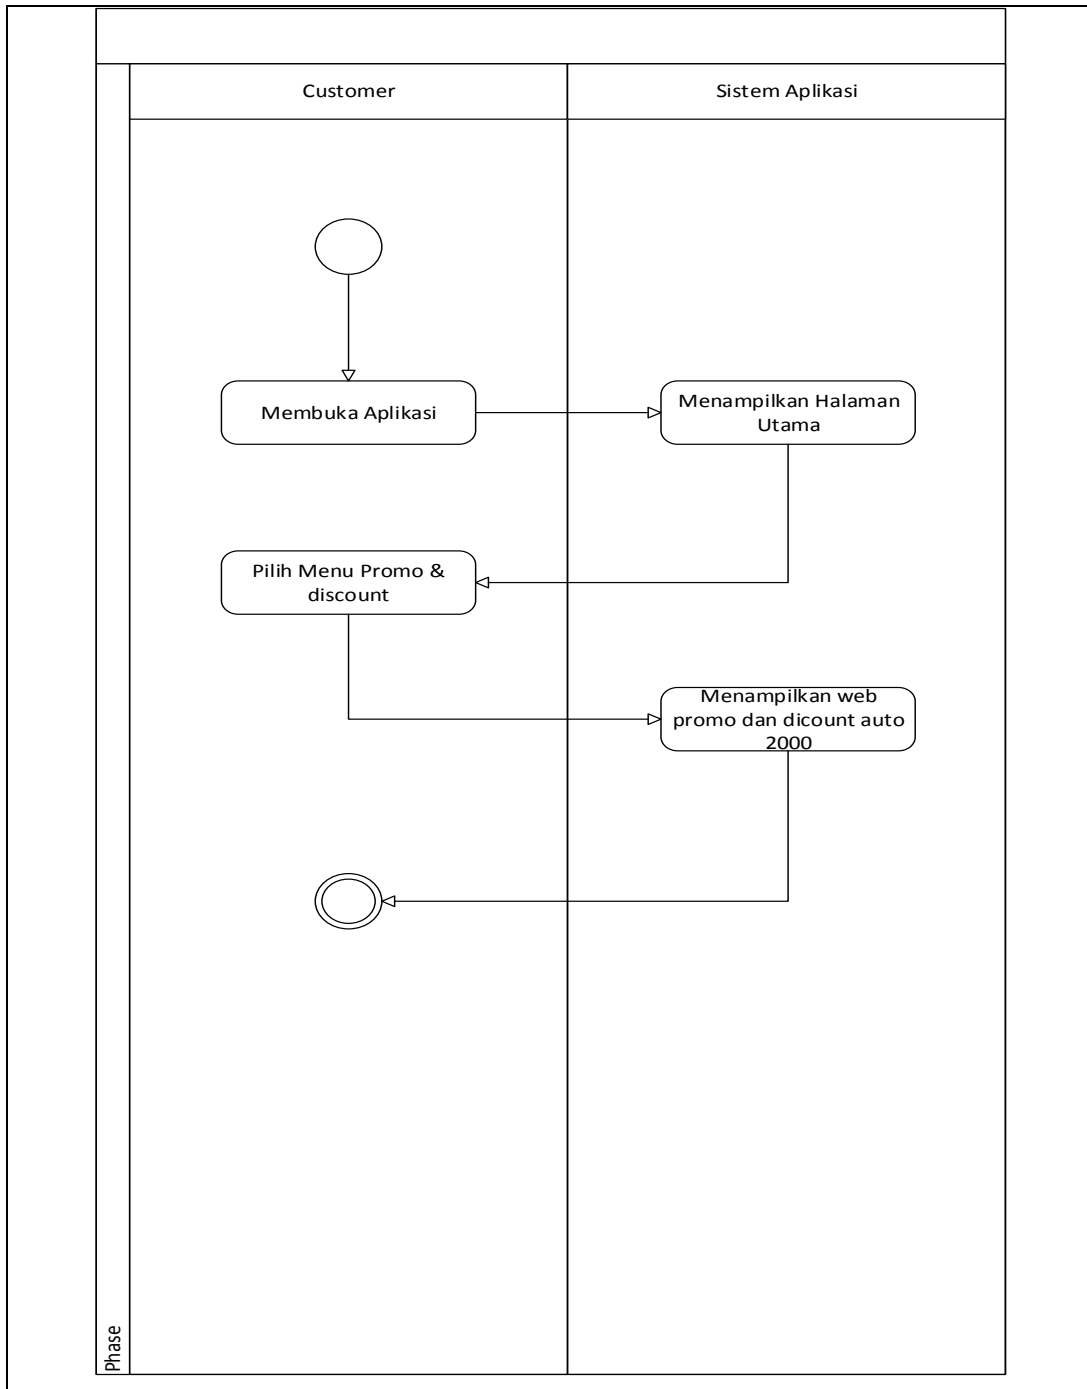 Customer
Sistem Aplikasi
Membuka Aplikasi
Menampilkan Halaman
Utama
Pilih Menu Promo &
discount
Menampilkan web
promo dan dicount auto
2000
Phase